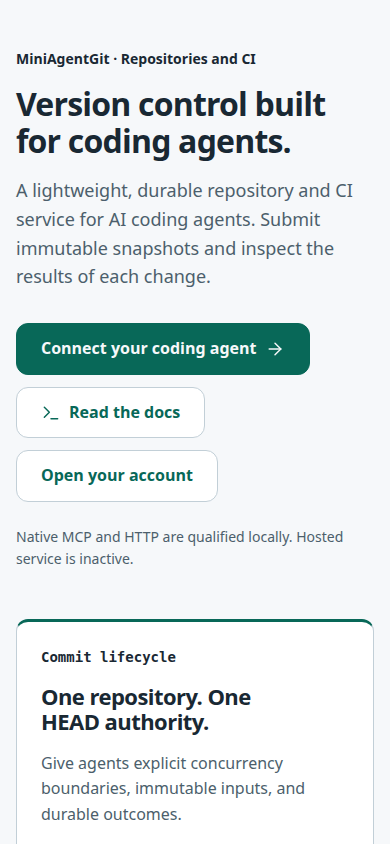 MiniAgentGit · Repositories and CI
Version control built
for coding agents.
A lightweight, durable repository and CI
service for AI coding agents. Submit
immutable snapshots and inspect the
results of each change.
Connect your coding agent →
Read the docs
Open your account
Native MCP and HTTP are qualified locally. Hosted
service is inactive.
Commit lifecycle
One repository. One
HEAD authority.
Give agents explicit concurrency
boundaries, immutable inputs, and
durable outcomes.